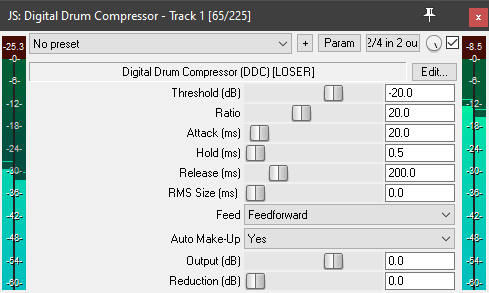 JS: Digital Drum Compressor - Track 1 [65/225]
-25.3 No preset + Param 2/4 in 2 ou -8.5
Digital Drum Compressor (DDC) [LOSER] Edit...
Threshold (dB) -20.0
Ratio 20.0
Attack (ms) 20.0
Hold (ms) 0.5
Release (ms) 200.0
RMS Size (ms) 0.0
Feed Feedforward
Auto Make-Up Yes
Output (dB) 0.0
Reduction (dB) 0.0
-6- -6-
-12- -12-
-18- -18-
-24- -24-
-30- -30-
-36- -36-
-42- -42-
-48- -48-
-54- -54-
-60- -60-